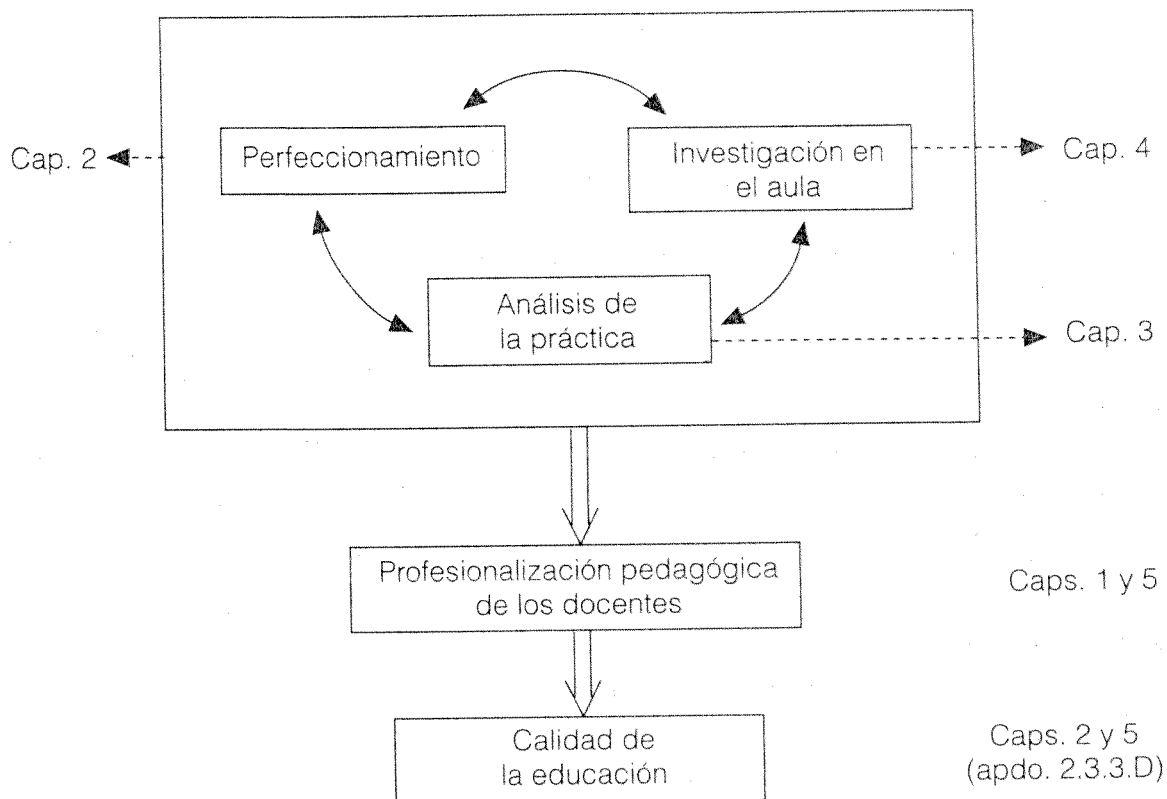 Cap. 2
Perfeccionamiento
Investigación en
el aula
Cap. 4
Análisis de
la práctica
Cap. 3
Profesionalización pedagógica
de los docentes
Caps. 1 y 5
Calidad de
la educación
Caps. 2 y 5
(apdo. 2.3.3.D)